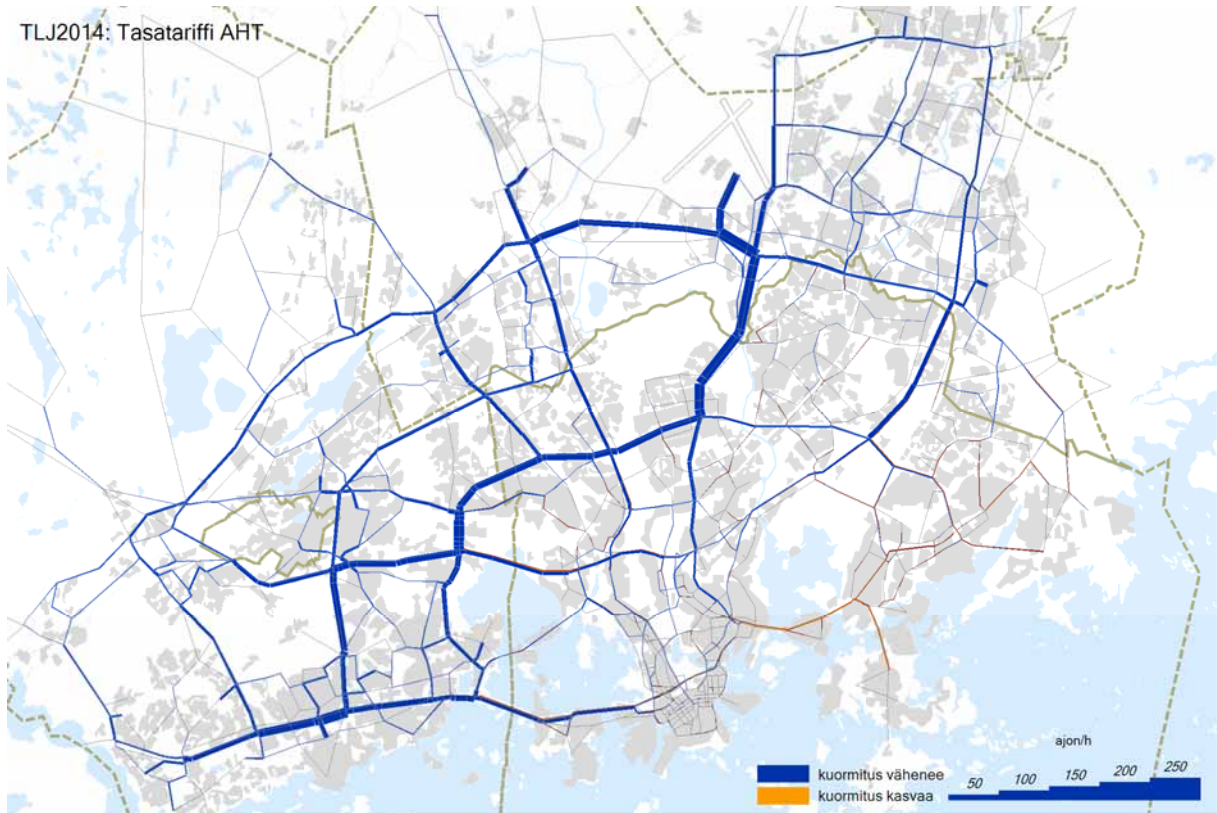 TLJ2014: Tasatariffi AHT
ajon/h
kuormitus vähenee
kuormitus kasvaa
50 100 150 200 250